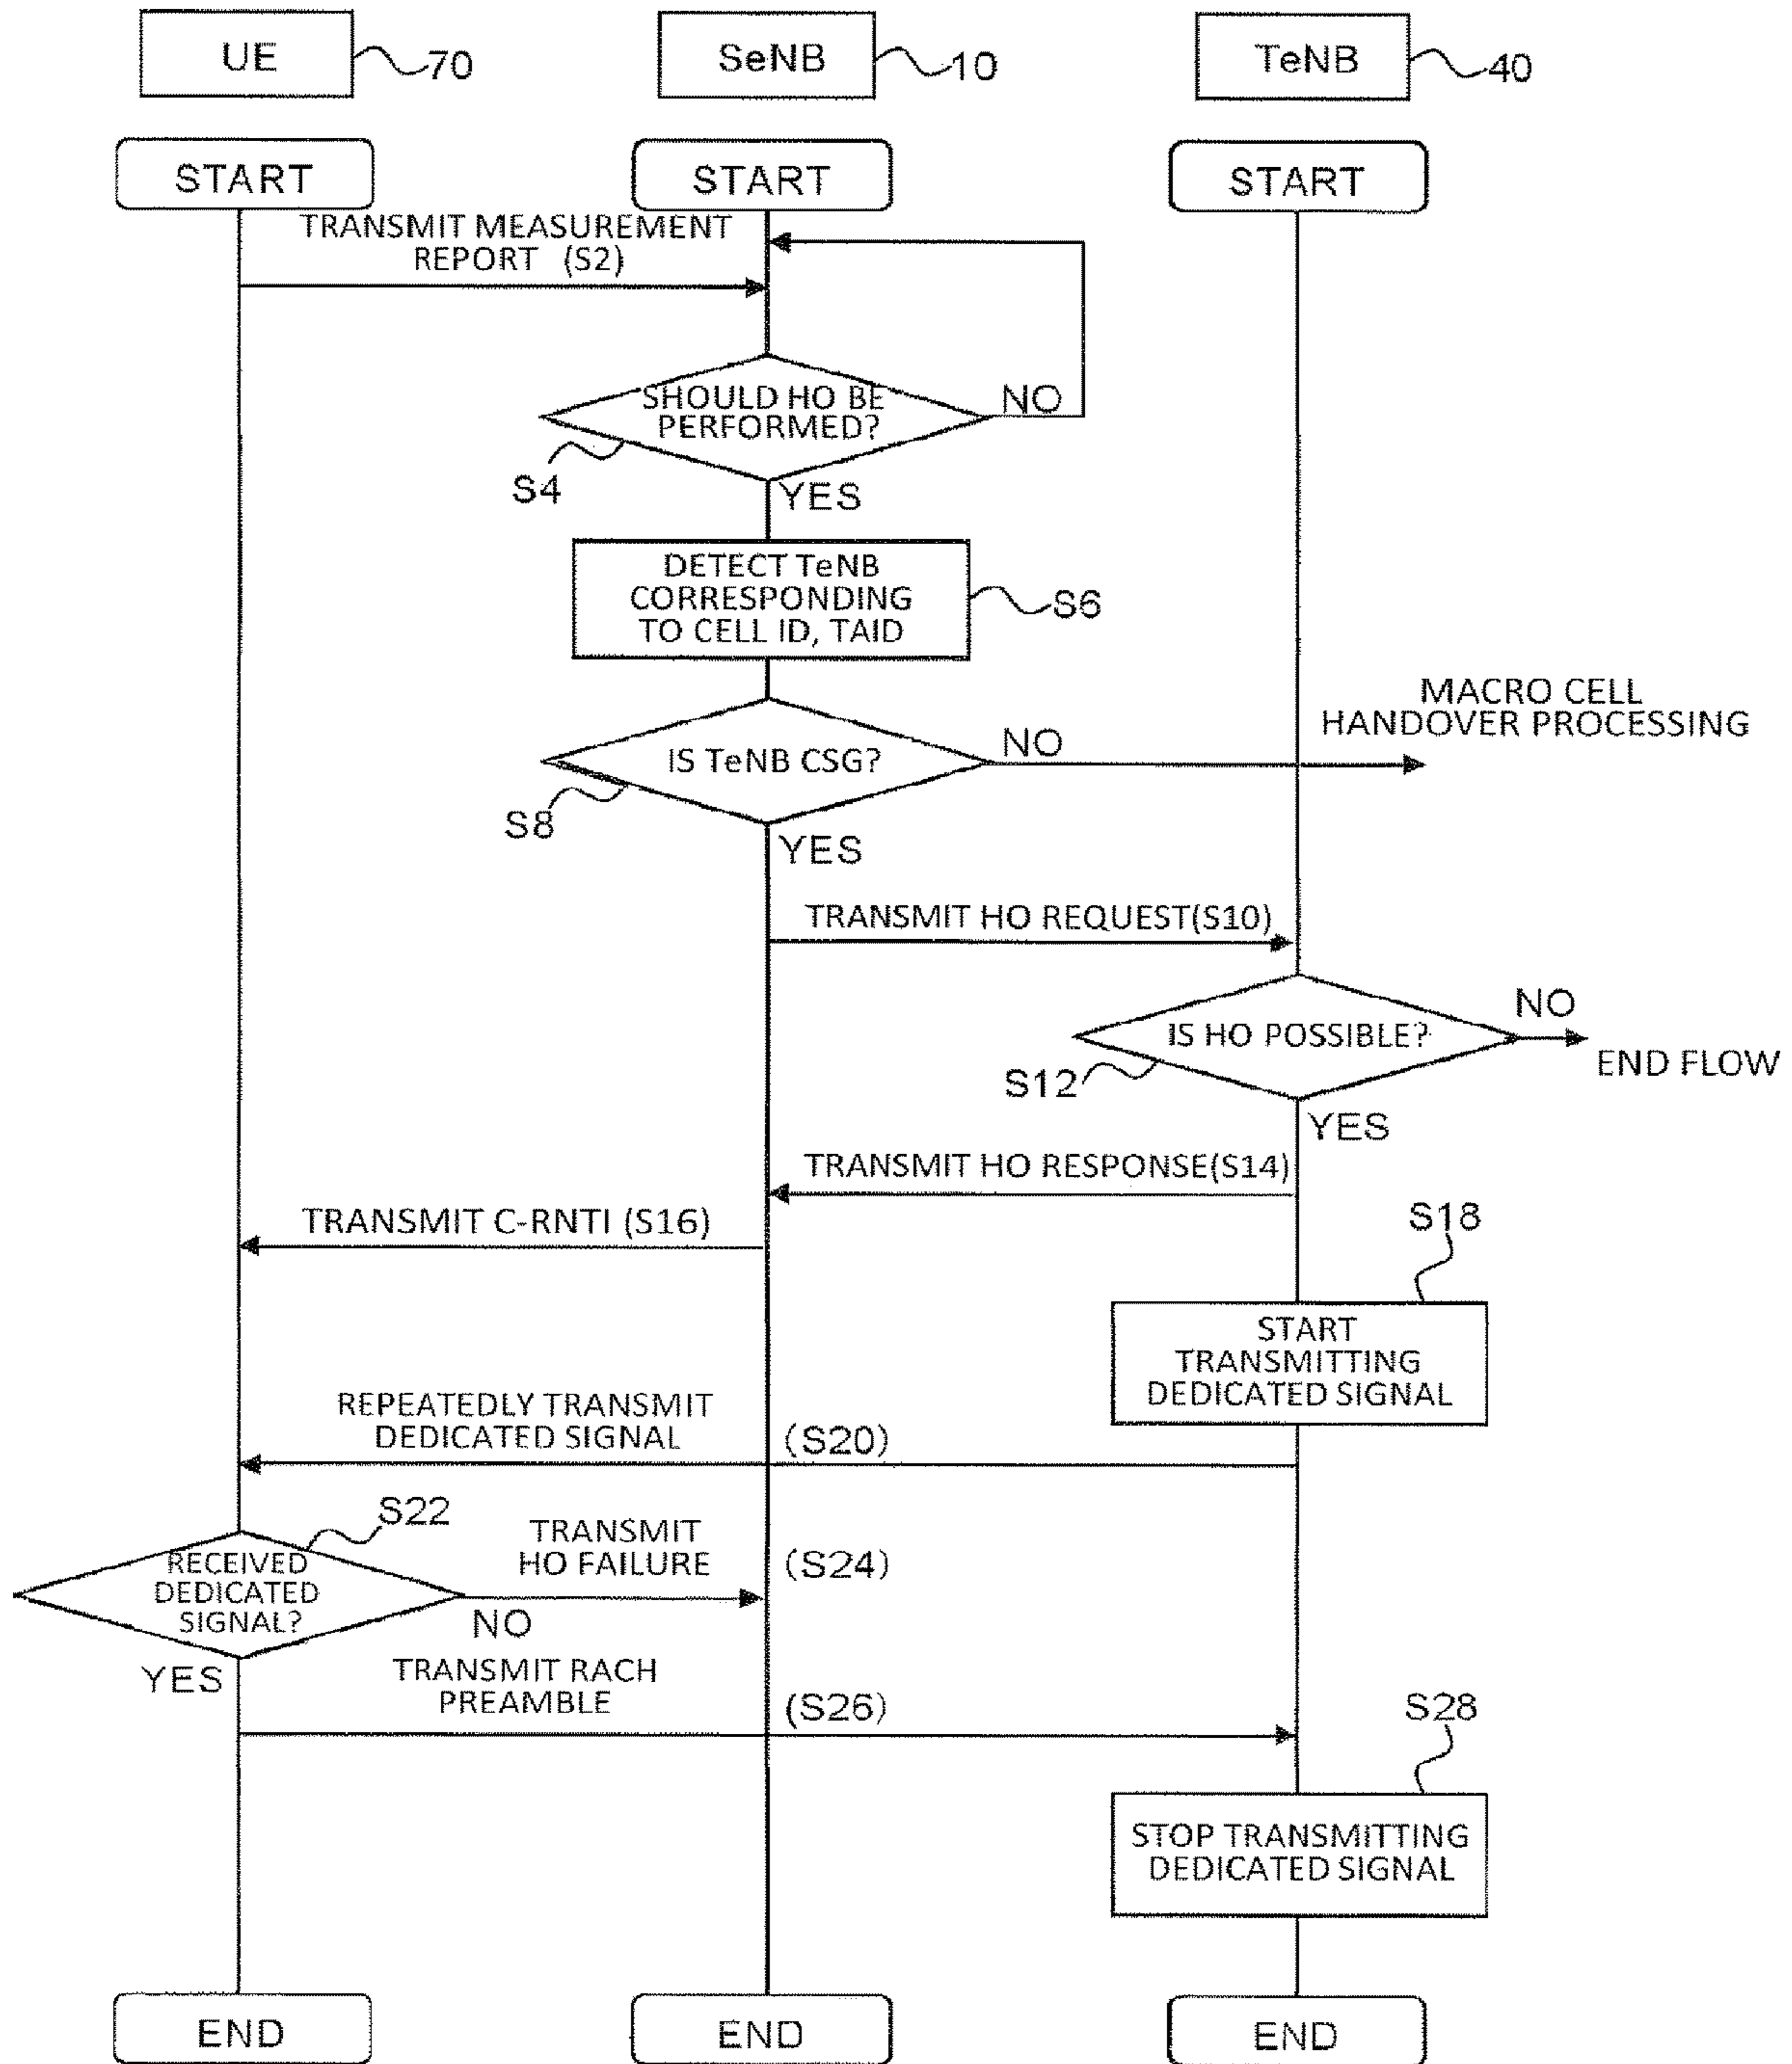 UE
70
SeNB
10
TeNB
40
START
START
START
TRANSMIT MEASUREMENT
REPORT (S2)
SHOULD HO BE
PERFORMED?
NO
S4
YES
DETECT TeNB
CORRESPONDING
TO CELL ID, TAID
S6
MACRO CELL
HANDOVER PROCESSING
IS TeNB CSG?
NO
S8
YES
TRANSMIT HO REQUEST(S10)
IS HO POSSIBLE?
NO
END FLOW
S12
YES
TRANSMIT HO RESPONSE(S14)
TRANSMIT C-RNTI (S16)
S18
START
TRANSMITTING
DEDICATED SIGNAL
REPEATEDLY TRANSMIT
DEDICATED SIGNAL
(S20)
S22
RECEIVED
DEDICATED
SIGNAL?
TRANSMIT
HO FAILURE
(S24)
NO
YES
TRANSMIT RACH
PREAMBLE
(S26)
S28
STOP TRANSMITTING
DEDICATED SIGNAL
END
END
END